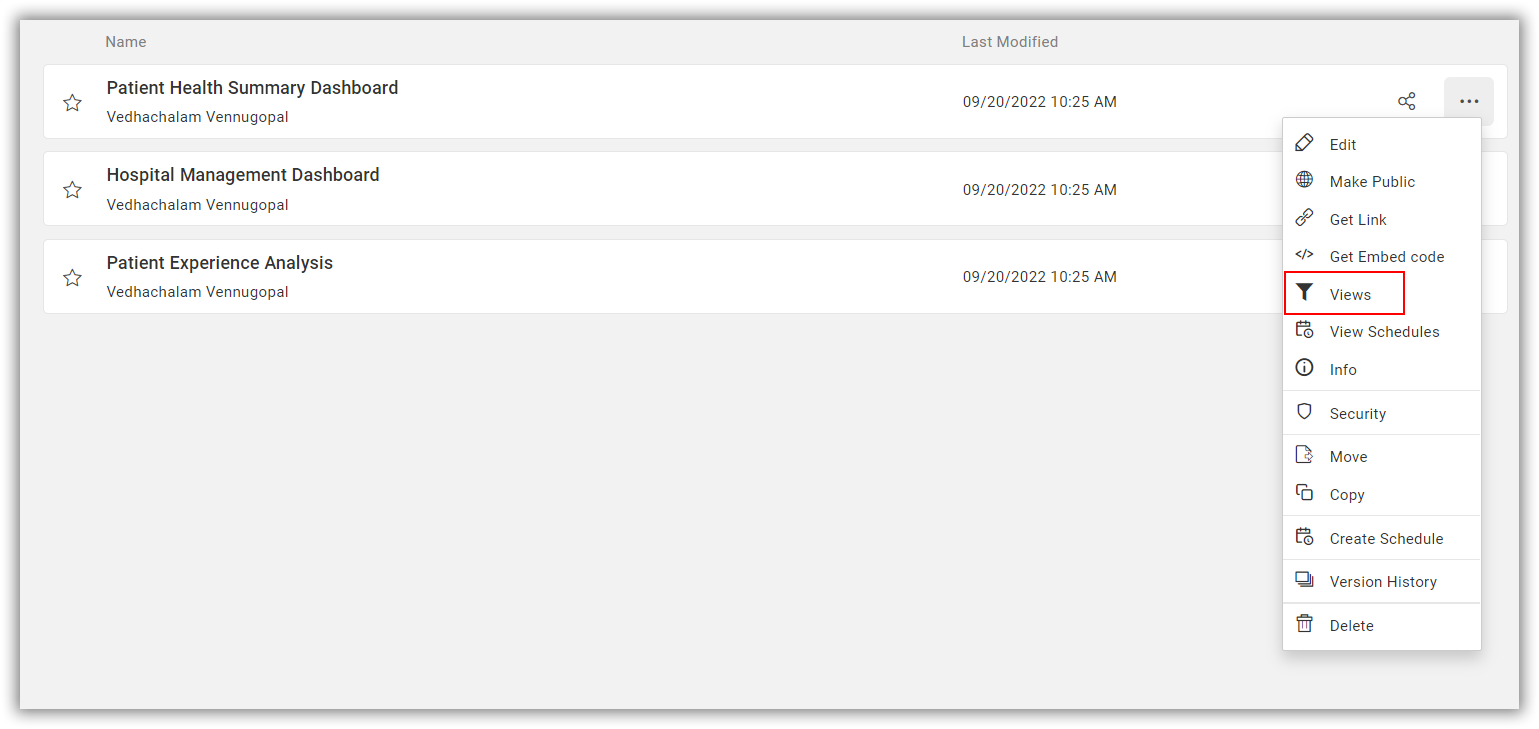 Name Last Modified
Patient Health Summary Dashboard
Vedhachalam Vennugopal
09/20/2022 10:25 AM
Hospital Management Dashboard
Vedhachalam Vennugopal
09/20/2022 10:25 AM
Patient Experience Analysis
Vedhachalam Vennugopal
09/20/2022 10:25 AM
Edit
Make Public
Get Link
Get Embed code
Views
View Schedules
Info
Security
Move
Copy
Create Schedule
Version History
Delete